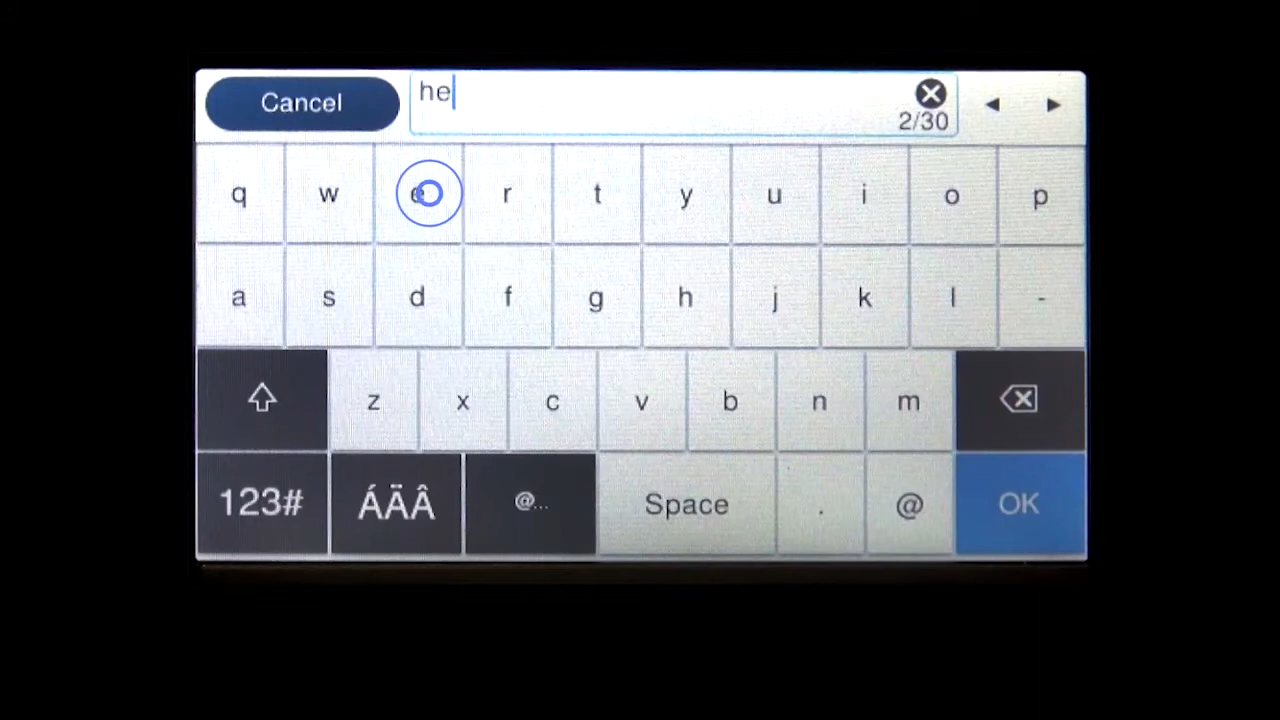 Cancel
he
2/30
q w e r t y u i o p
a s d f g h j k l -
z x c v b n m
123# ÁÄÂ @... Space . @ OK